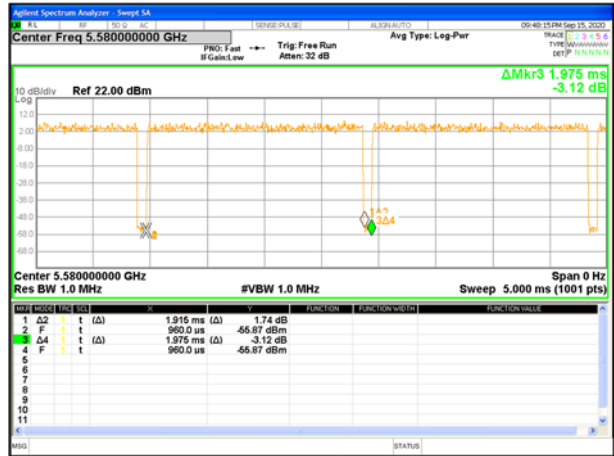 Agilent Spectrum Analyzer - Swept SA
RL RF 50 Ω AC SENSE:PULSE ALIGN AUTO 09:48:15 PM Sep 15, 2020
Center Freq 5.580000000 GHz
PNO: Fast
IFGain:Low
Trig: Free Run
Atten: 32 dB
Avg Type: Log-Pwr
TRACE 1 2 3 4 5 6
TYPE
DET P N N N N N
ΔMkr3 1.975 ms
-3.12 dB
10 dB/div
Log
Ref 22.00 dBm
12.0
2.00
-8.00
-18.0
-28.0
-38.0
-48.0
-58.0
-68.0
3Δ4
Center 5.580000000 GHz Span 0 Hz
Res BW 1.0 MHz #VBW 1.0 MHz Sweep 5.000 ms (1001 pts)
MKR MODE TRC SCL X Y FUNCTION FUNCTION WIDTH FUNCTION VALUE
1 Δ2 1 t (Δ) 1.915 ms (Δ) 1.74 dB
2 F 1 t 960.0 µs -55.87 dBm
3 Δ4 1 t (Δ) 1.975 ms (Δ) -3.12 dB
4 F 1 t 960.0 µs -55.87 dBm
5
6
7
8
9
10
11
MSG STATUS